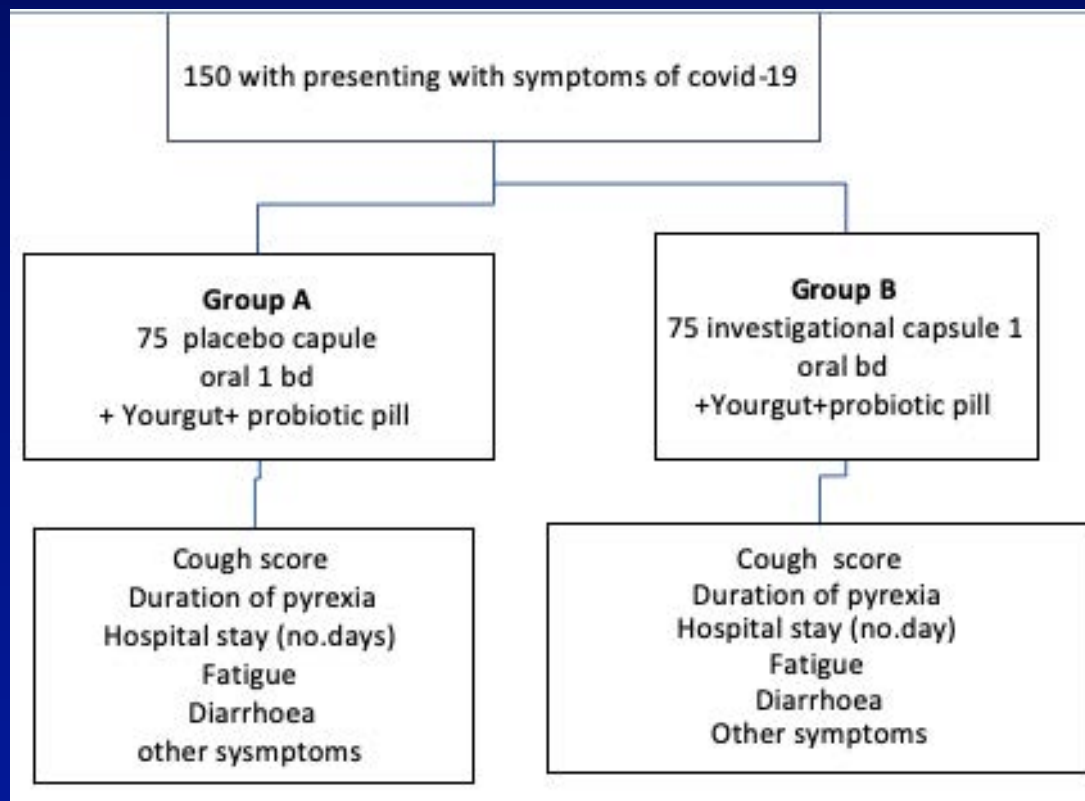 150 with presenting with symptoms of covid-19
Group A
75 placebo capule
oral 1 bd
+ Yourgut+ probiotic pill
Group B
75 investigational capsule 1
oral bd
+Yourgut+probiotic pill
Cough score
Duration of pyrexia
Hospital stay (no.days)
Fatigue
Diarrhoea
other sysmptoms
Cough score
Duration of pyrexia
Hospital stay (no.day)
Fatigue
Diarrhoea
Other symptoms